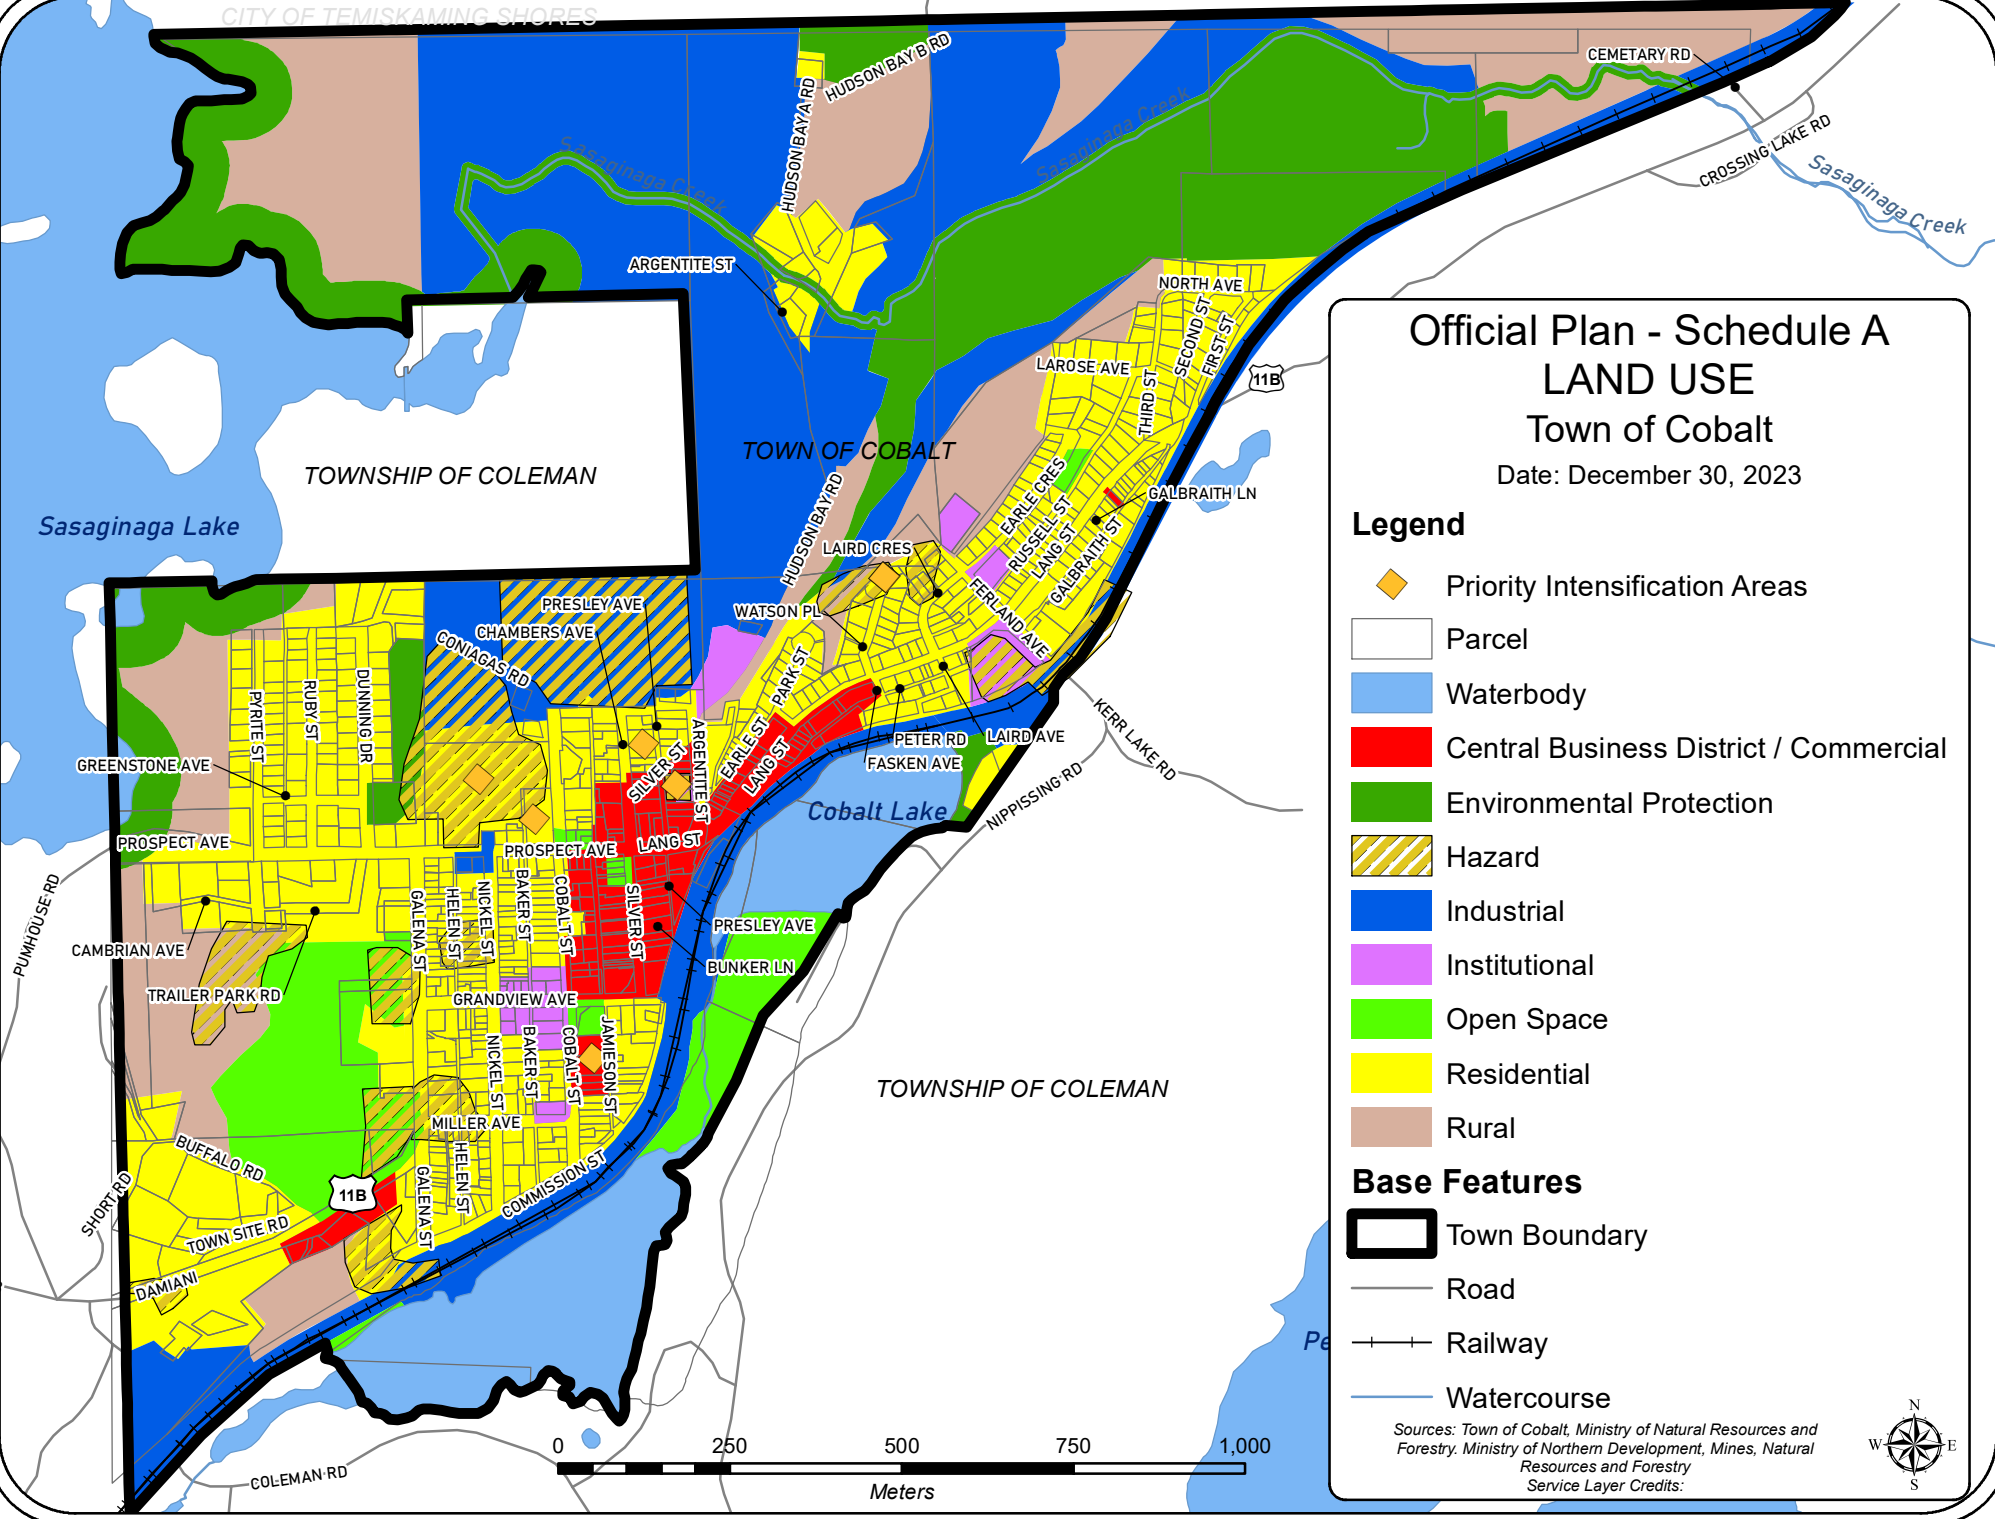 CITY OF TEMISKAMING SHORES
HUDSON BAY B RD
CEMETARY RD
HUDSON BAY A RD
Sasaginaga Creek
Sasaginaga Creek
CROSSING LAKE RD
Sasaginaga Creek
ARGENTITE ST
NORTH AVE
SECOND ST
FIRST ST
LAROSE AVE
THIRD ST
11B
TOWN OF COBALT
TOWNSHIP OF COLEMAN
Sasaginaga Lake
HUDSON BAY RD
EARLE CRES
GALBRAITH LN
RUSSELL ST
LANG ST
GALBRAITH ST
LAIRD CRES
FERLAND AVE
WATSON PL
PRESLEY AVE
CHAMBERS AVE
CONIAGAS RD
PARK ST
PYRITE ST
RUBY ST
DUNNING DR
GREENSTONE AVE
SILVER ST
ARGENTITE ST
EARLE ST
LANG ST
PETER RD
LAIRD AVE
FASKEN AVE
KERR LAKE RD
NIPPISSING RD
Cobalt Lake
PROSPECT AVE
PROSPECT AVE
LANG ST
PUMHOUSE RD
GALENA ST
HELEN ST
NICKEL ST
BAKER ST
COBALT ST
SILVER ST
PRESLEY AVE
CAMBRIAN AVE
BUNKER LN
TRAILER PARK RD
GRANDVIEW AVE
NICKEL ST
BAKER ST
COBALT ST
JAMIESON ST
TOWNSHIP OF COLEMAN
MILLER AVE
BUFFALO RD
HELEN ST
GALENA ST
COMMISSION ST
11B
SHORT RD
TOWN SITE RD
DAMIANI
COLEMAN RD
Pe
0 250 500 750 1,000
Meters
Official Plan - Schedule A
LAND USE
Town of Cobalt
Date: December 30, 2023
Legend
Priority Intensification Areas
Parcel
Waterbody
Central Business District / Commercial
Environmental Protection
Hazard
Industrial
Institutional
Open Space
Residential
Rural
Base Features
Town Boundary
Road
Railway
Watercourse
Sources: Town of Cobalt, Ministry of Natural Resources and
Forestry. Ministry of Northern Development, Mines, Natural
Resources and Forestry
Service Layer Credits:
N
W E
S